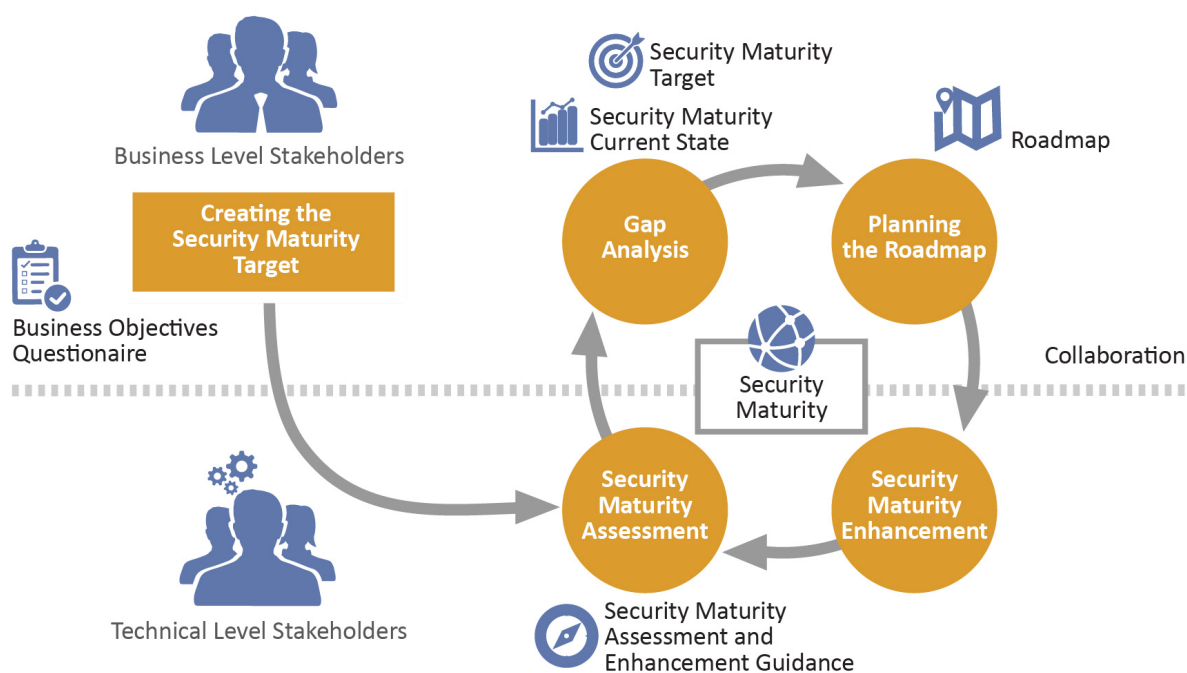 Business Level Stakeholders
Creating the
Security Maturity
Target
Business Objectives
Questionaire
Security Maturity
Target
Security Maturity
Current State
Gap
Analysis
Planning
the Roadmap
Roadmap
Collaboration
Security
Maturity
Technical Level Stakeholders
Security
Maturity
Assessment
Security
Maturity
Enhancement
Security Maturity
Assessment and
Enhancement Guidance